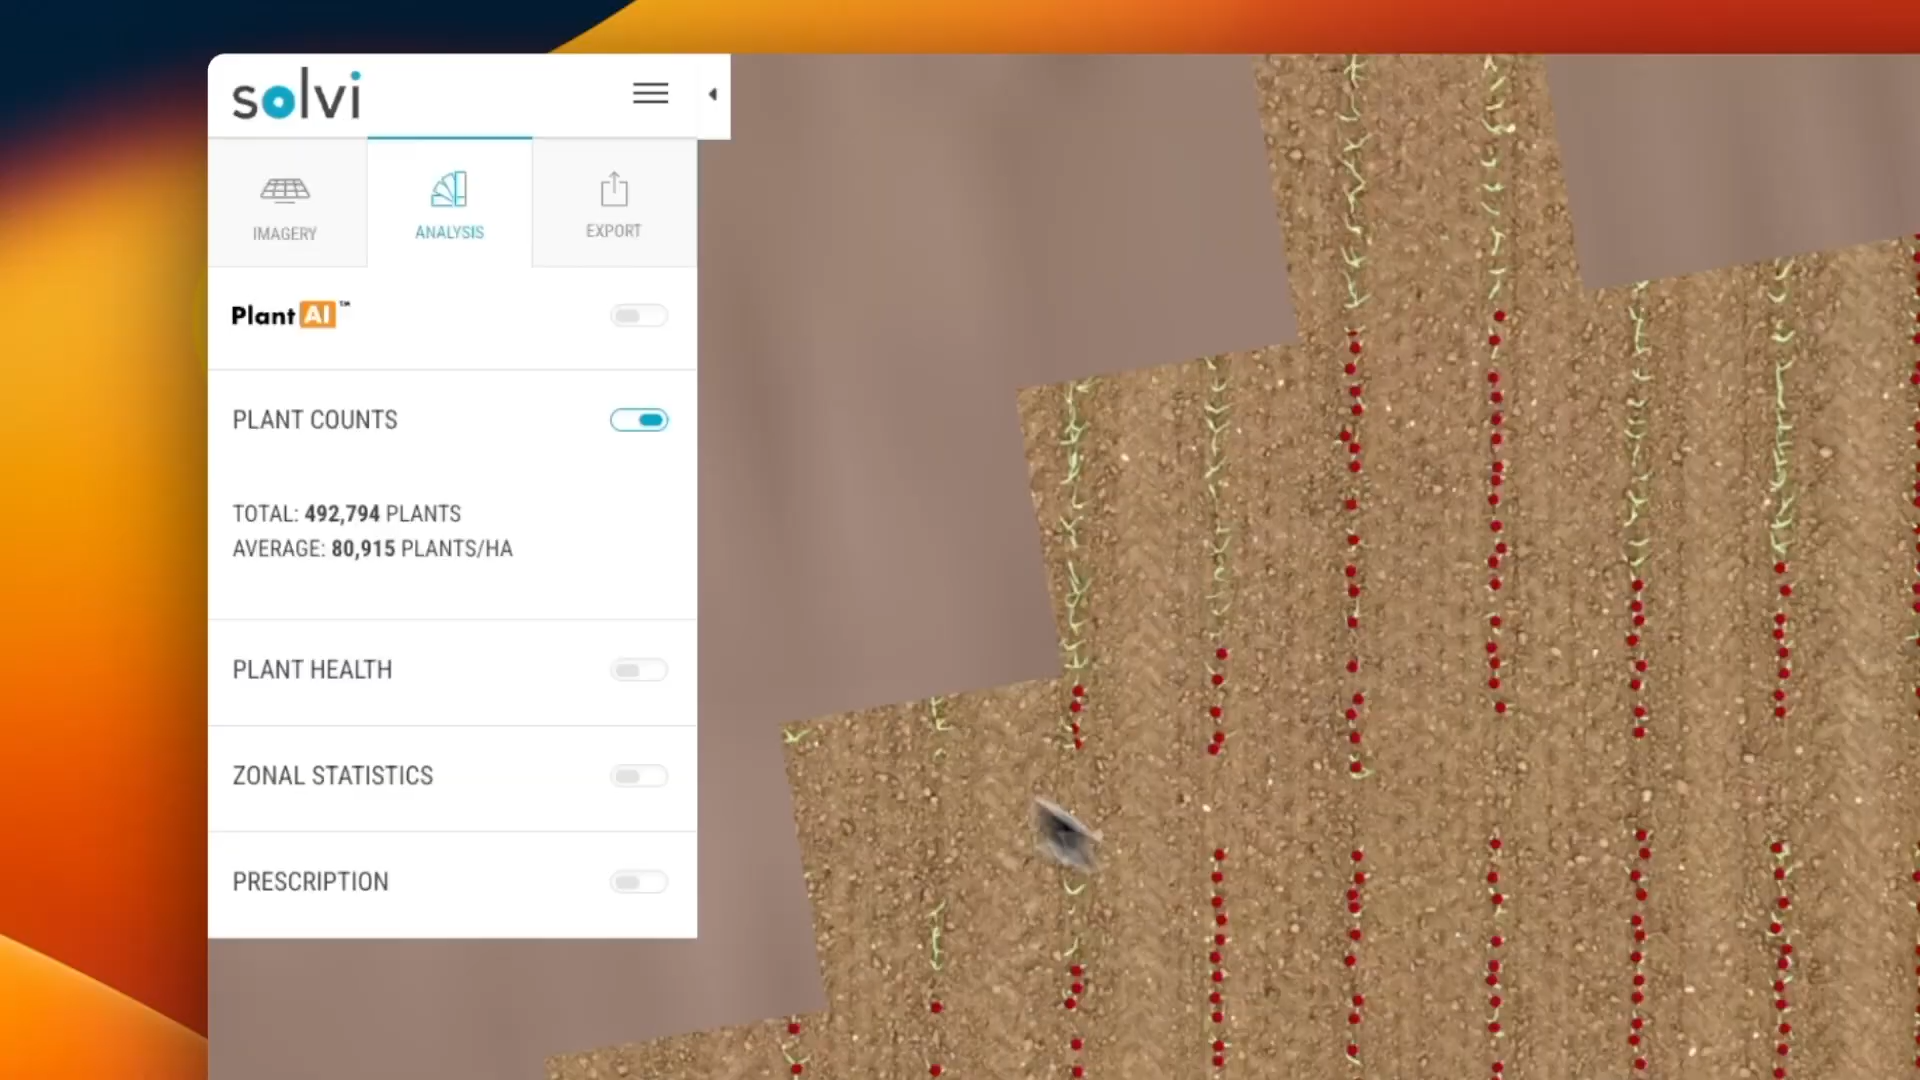 solvi
IMAGERY
ANALYSIS
EXPORT
Plant AI™
PLANT COUNTS
TOTAL: 492,794 PLANTS
AVERAGE: 80,915 PLANTS/HA
PLANT HEALTH
ZONAL STATISTICS
PRESCRIPTION